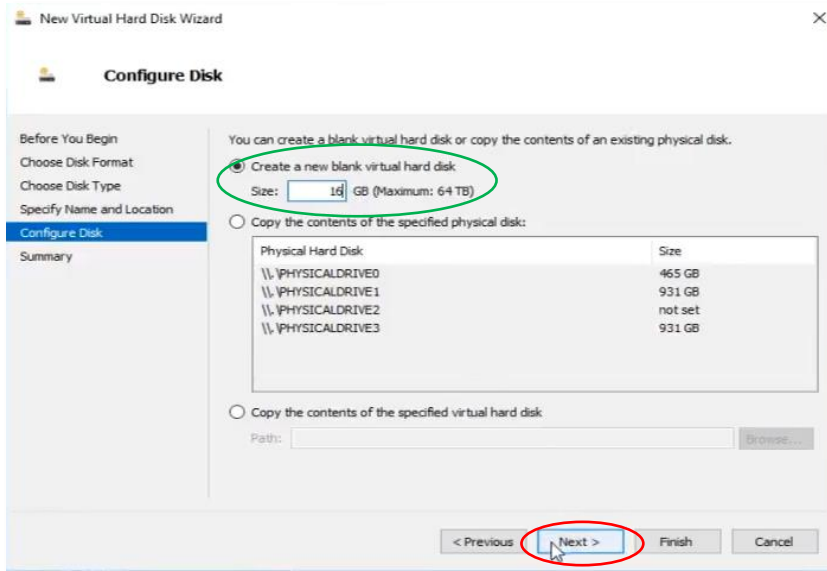 New Virtual Hard Disk Wizard
Configure Disk
Before You Begin
Choose Disk Format
Choose Disk Type
Specify Name and Location
Configure Disk
Summary
You can create a blank virtual hard disk or copy the contents of an existing physical disk.
Create a new blank virtual hard disk
Size: 16 GB (Maximum: 64 TB)
Copy the contents of the specified physical disk:
Physical Hard Disk Size
\\.\PHYSICALDRIVE0 465 GB
\\.\PHYSICALDRIVE1 931 GB
\\.\PHYSICALDRIVE2 not set
\\.\PHYSICALDRIVE3 931 GB
Copy the contents of the specified virtual hard disk
Path: Browse...
< Previous Next > Finish Cancel